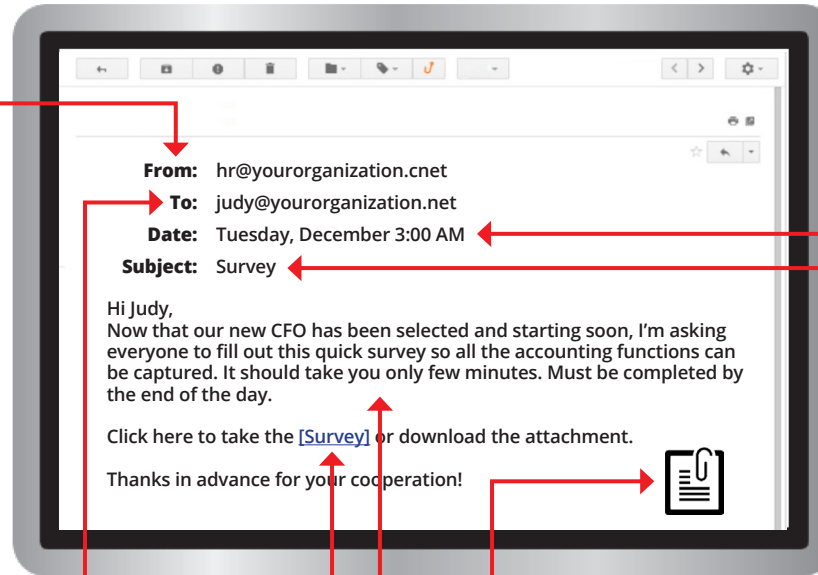 From: hr@yourorganization.cnet
To: judy@yourorganization.net
Date: Tuesday, December 3:00 AM
Subject: Survey
Hi Judy,
Now that our new CFO has been selected and starting soon, I’m asking
everyone to fill out this quick survey so all the accounting functions can
be captured. It should take you only few minutes. Must be completed by
the end of the day.
Click here to take the [Survey] or download the attachment.
Thanks in advance for your cooperation!